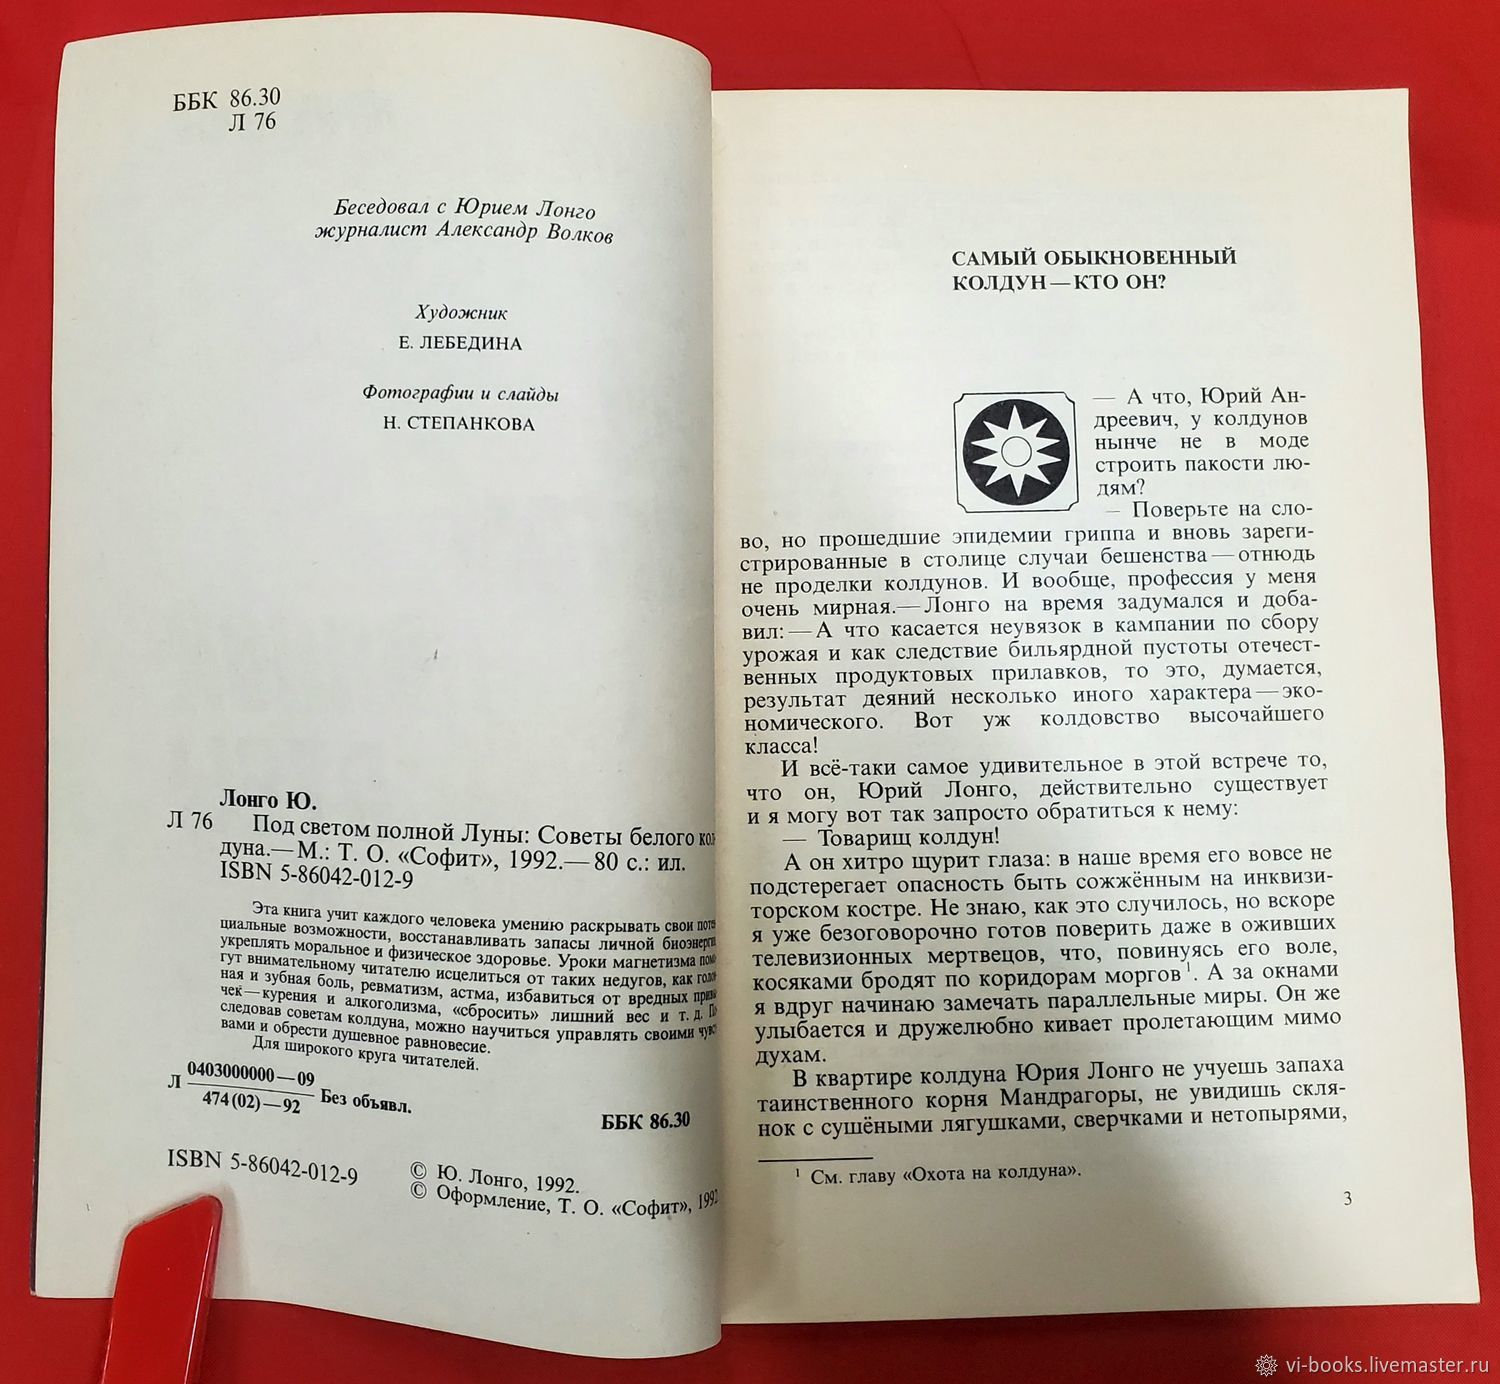 ББК 86.30
Л 76
Беседовал с Юрием Лонго
журналист Александр Волков
Художник
Е. ЛЕБЕДИНА
Фотографии и слайды
Н. СТЕПАНКОВА
Лонго Ю.
Л 76 Под светом полной Луны: Советы белого кол-
дуна.— М.: Т. О. «Софит», 1992.— 80 с.: ил.
ISBN 5-86042-012-9
Эта книга учит каждого человека умению раскрывать свои потен-
циальные возможности, восстанавливать запасы личной биоэнергии,
укреплять моральное и физическое здоровье. Уроки магнетизма помо-
гут внимательному читателю исцелиться от таких недугов, как голов-
ная и зубная боль, ревматизм, астма, избавиться от вредных привы-
чек — курения и алкоголизма, «сбросить» лишний вес и т. д. По-
следовав советам колдуна, можно научиться управлять своими чувст-
вами и обрести душевное равновесие.
Для широкого круга читателей.
Л 0403000000—09
474(02)—92 Без объявл.
ББК 86.30
ISBN 5-86042-012-9
© Ю. Лонго, 1992.
© Оформление, Т. О. «Софит», 1992
САМЫЙ ОБЫКНОВЕННЫЙ
КОЛДУН — КТО ОН?
— А что, Юрий Ан-
дреевич, у колдунов
нынче не в моде
строить пакости лю-
дям?
— Поверьте на сло-
во, но прошедшие эпидемии гриппа и вновь зареги-
стрированные в столице случаи бешенства — отнюдь
не проделки колдунов. И вообще, профессия у меня
очень мирная.— Лонго на время задумался и доба-
вил: — А что касается неувязок в кампании по сбору
урожая и как следствие бильярдной пустоты отечест-
венных продуктовых прилавков, то это, думается,
результат деяний несколько иного характера — эко-
номического. Вот уж колдовство высочайшего
класса!
И всё-таки самое удивительное в этой встрече то,
что он, Юрий Лонго, действительно существует
и я могу вот так запросто обратиться к нему:
— Товарищ колдун!
А он хитро щурит глаза: в наше время его вовсе не
подстерегает опасность быть сожжённым на инквизи-
торском костре. Не знаю, как это случилось, но вскоре
я уже безоговорочно готов поверить даже в оживших
телевизионных мертвецов, что, повинуясь его воле,
косяками бродят по коридорам моргов¹. А за окнами
я вдруг начинаю замечать параллельные миры. Он же
улыбается и дружелюбно кивает пролетающим мимо
духам.
В квартире колдуна Юрия Лонго не учуешь запаха
таинственного корня Мандрагоры, не увидишь скля-
нок с сушёными лягушками, сверчками и нетопырями,
¹ См. главу «Охота на колдуна».
3
vi-books.livemaster.ru